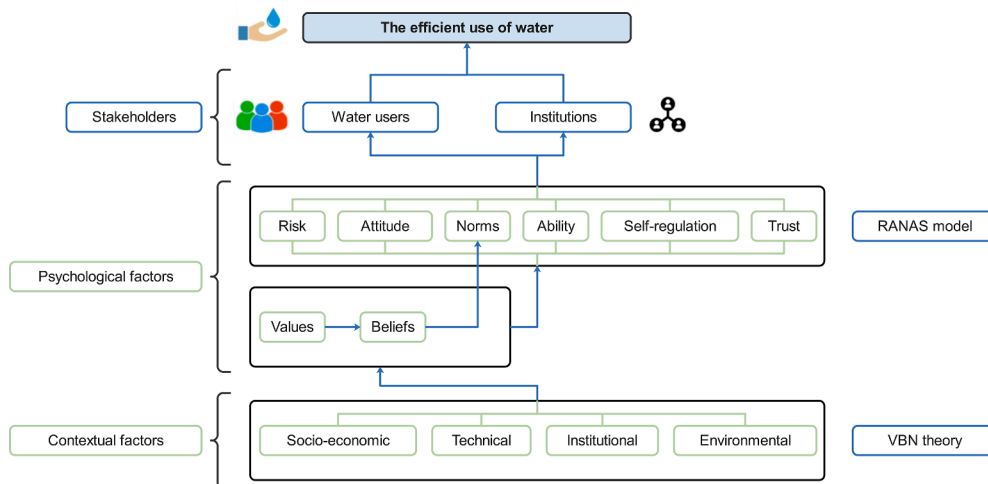 The efficient use of water
Stakeholders
Water users
Institutions
Risk
Attitude
Norms
Ability
Self-regulation
Trust
RANAS model
Psychological factors
Values
Beliefs
Contextual factors
Socio-economic
Technical
Institutional
Environmental
VBN theory